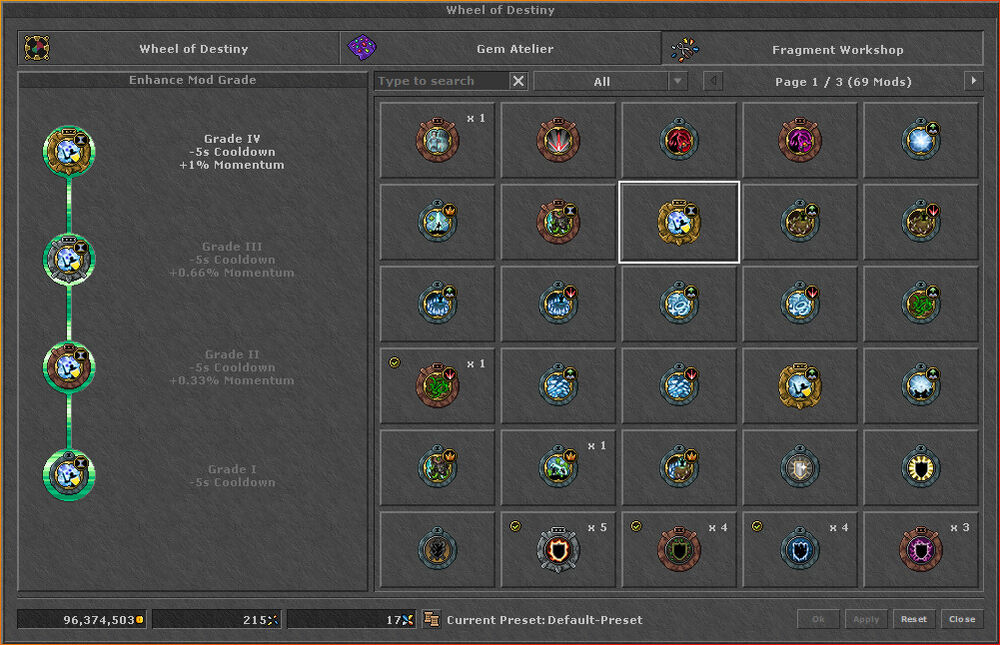 Wheel of Destiny
Wheel of Destiny
Gem Atelier
Fragment Workshop
Enhance Mod Grade
Type to search
All
Page 1 / 3 (69 Mods)
Grade IV
-5s Cooldown
+1% Momentum
Grade III
-5s Cooldown
+0.66% Momentum
Grade II
-5s Cooldown
+0.33% Momentum
Grade I
-5s Cooldown
x 1
x 1
x 1
x 5
x 4
x 4
x 3
96,374,503
215
17
Current Preset: Default-Preset
Ok
Apply
Reset
Close